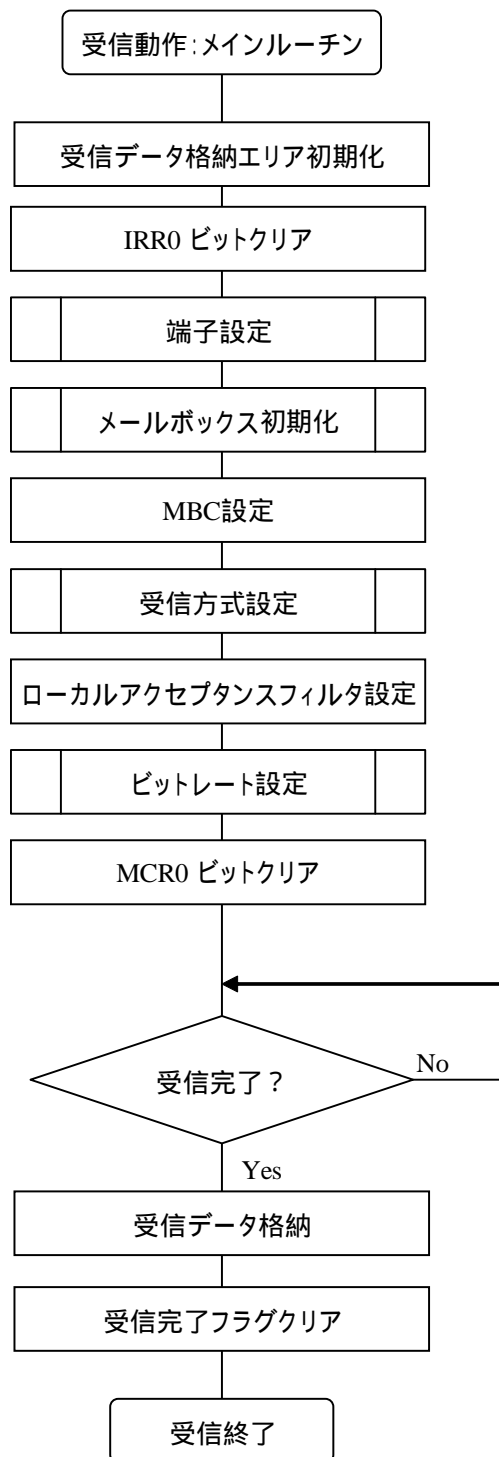 受信動作：メインルーチン
受信データ格納エリア初期化
IRR0 ビットクリア
端子設定
メールボックス初期化
MBC設定
受信方式設定
ローカルアクセプタンスフィルタ設定
ビットレート設定
MCR0 ビットクリア
受信完了？
No
Yes
受信データ格納
受信完了フラグクリア
受信終了